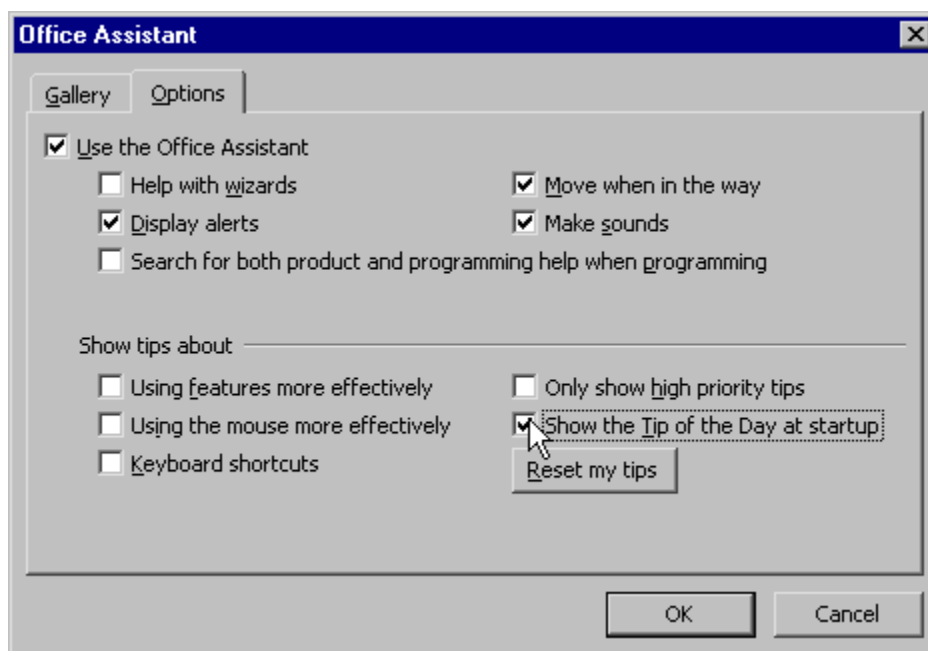 Office Assistant
Gallery Options
Use the Office Assistant
Help with wizards Move when in the way
Display alerts Make sounds
Search for both product and programming help when programming
Show tips about
Using features more effectively Only show high priority tips
Using the mouse more effectively Show the Tip of the Day at startup
Keyboard shortcuts Reset my tips
OK Cancel